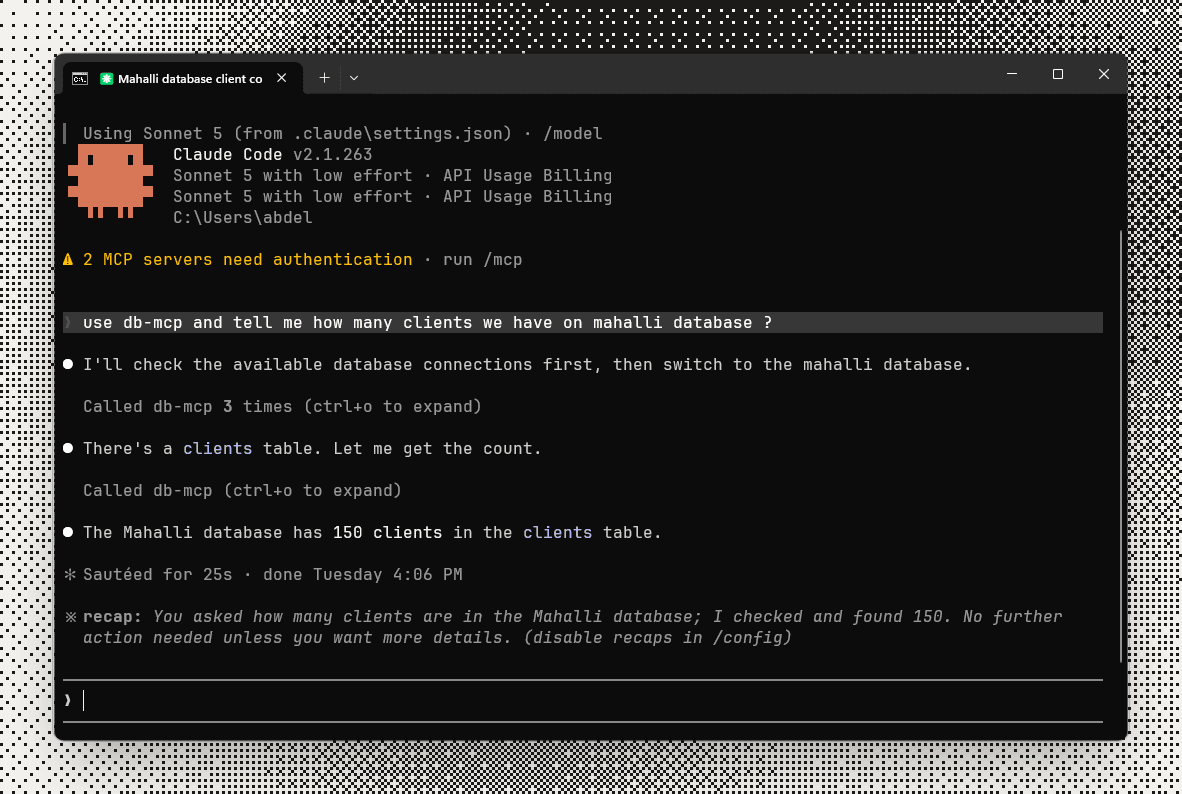 Mahalli database client co
Using Sonnet 5 (from .claude\settings.json) · /model
Claude Code v2.1.263
Sonnet 5 with low effort · API Usage Billing
Sonnet 5 with low effort · API Usage Billing
C:\Users\abdel
⚠ 2 MCP servers need authentication · run /mcp
❯ use db-mcp and tell me how many clients we have on mahalli database ?
● I'll check the available database connections first, then switch to the mahalli database.
Called db-mcp 3 times (ctrl+o to expand)
● There's a clients table. Let me get the count.
Called db-mcp (ctrl+o to expand)
● The Mahalli database has 150 clients in the clients table.
✻ Sautéed for 25s · done Tuesday 4:06 PM
※ recap: You asked how many clients are in the Mahalli database; I checked and found 150. No further
action needed unless you want more details. (disable recaps in /config)
❯